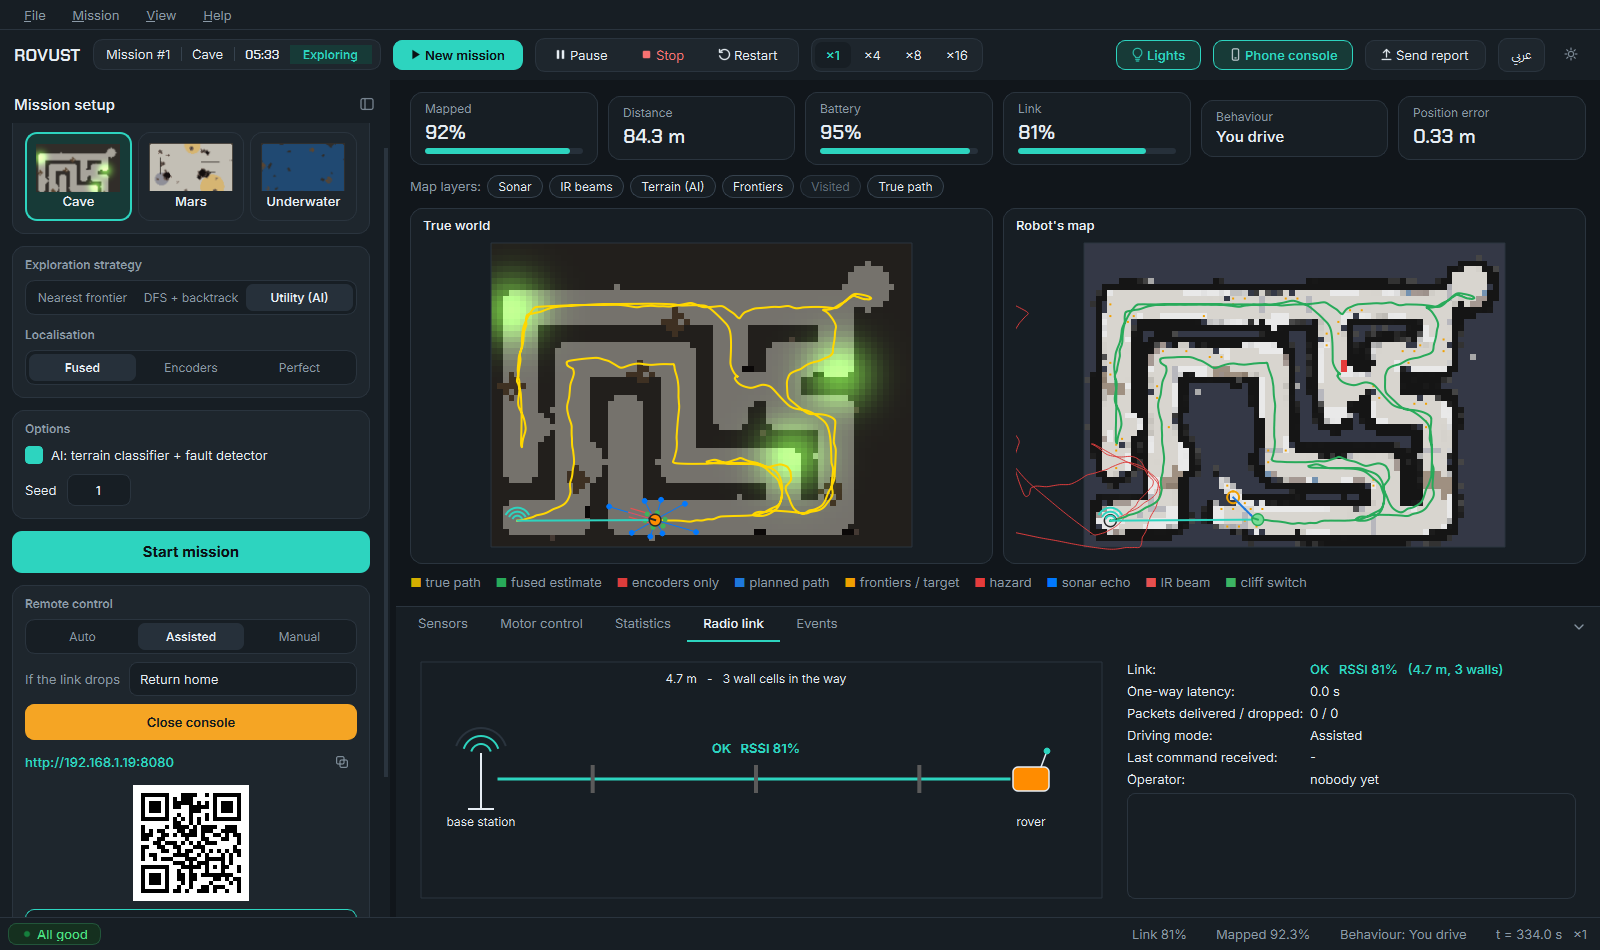 File Mission View Help
ROVUST Mission #1 Cave 05:33 Exploring New mission Pause Stop Restart ×1 ×4 ×8 ×16 Lights Phone console Send report عربي
Mission setup
Cave Mars Underwater
Exploration strategy
Nearest frontier DFS + backtrack Utility (AI)
Localisation
Fused Encoders Perfect
Options
AI: terrain classifier + fault detector
Seed 1
Start mission
Remote control
Auto Assisted Manual
If the link drops Return home
Close console
http://192.168.1.19:8080
Mapped
92%
Distance
84.3 m
Battery
95%
Link
81%
Behaviour
You drive
Position error
0.33 m
Map layers: Sonar IR beams Terrain (AI) Frontiers Visited True path
True world
Robot's map
true path fused estimate encoders only planned path frontiers / target hazard sonar echo IR beam cliff switch
Sensors Motor control Statistics Radio link Events
4.7 m - 3 wall cells in the way
OK RSSI 81%
base station
rover
Link: OK RSSI 81% (4.7 m, 3 walls)
One-way latency: 0.0 s
Packets delivered / dropped: 0 / 0
Driving mode: Assisted
Last command received: -
Operator: nobody yet
All good
Link 81% Mapped 92.3% Behaviour: You drive t = 334.0 s ×1